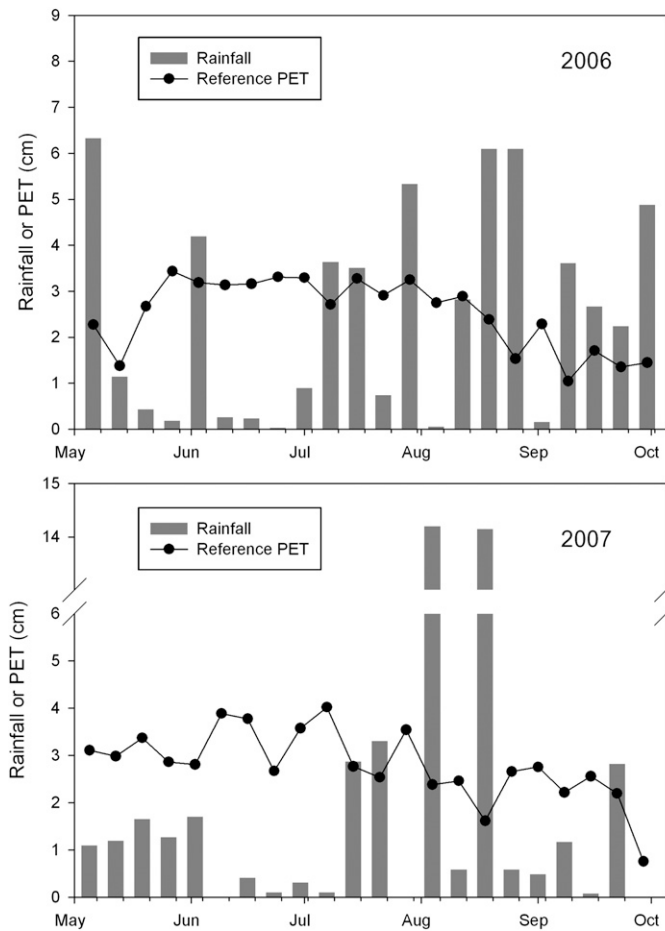 9
8
7
6
5
4
3
2
1
0
Rainfall or PET (cm)
Rainfall
Reference PET
2006
May Jun Jul Aug Sep Oct
15
14
6
5
4
3
2
1
0
Rainfall or PET (cm)
Rainfall
Reference PET
2007
May Jun Jul Aug Sep Oct